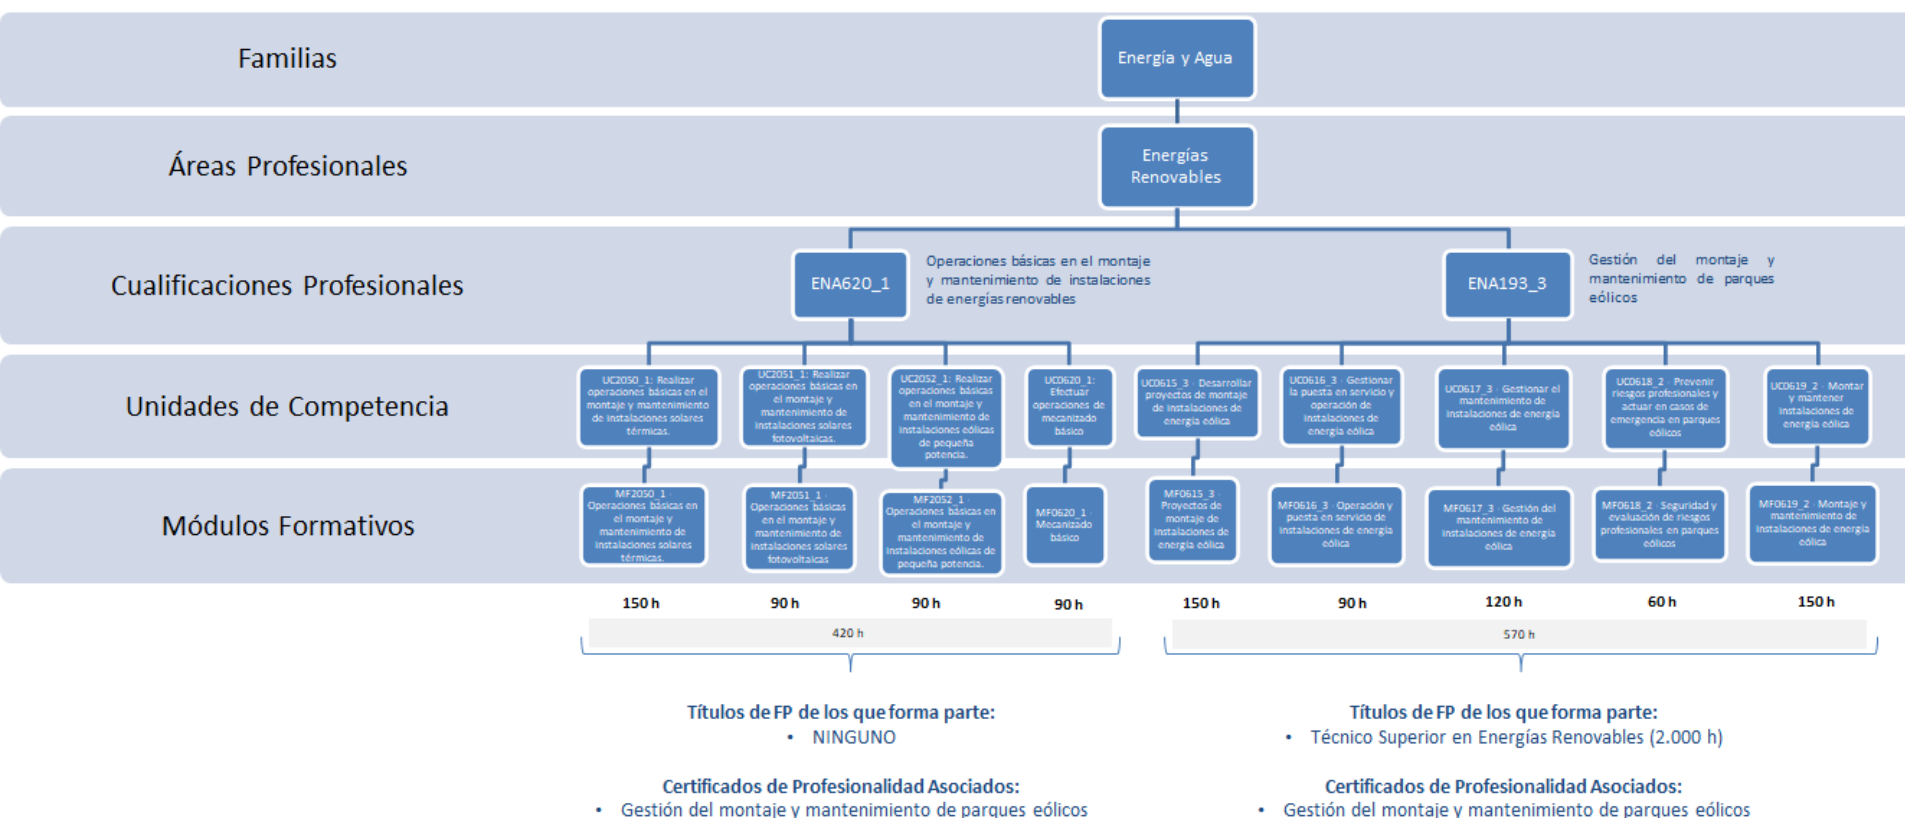 Familias
Energía y Agua
Áreas Profesionales
Energías
Renovables
Cualificaciones Profesionales
ENA620_1
Operaciones básicas en el montaje
y mantenimiento de instalaciones
de energías renovables
ENA193_3
Gestión del montaje y
mantenimiento de parques
eólicos
Unidades de Competencia
UC2050_1: Realizar
operaciones básicas en el
montaje y mantenimiento
de instalaciones solares
térmicas.
UC2051_1: Realizar
operaciones básicas en
el montaje y
mantenimiento de
instalaciones solares
fotovoltaicas.
UC2052_1: Realizar
operaciones básicas
en el montaje y
mantenimiento de
instalaciones eólicas
de pequeña
potencia.
UC0620_1:
Efectuar
operaciones de
mecanizado
básico
UC0615_3 · Desarrollar
proyectos de montaje
de instalaciones de
energía eólica
UC0616_3 · Gestionar
la puesta en servicio y
operación de
instalaciones de
energía eólica
UC0617_3 · Gestionar el
mantenimiento de
instalaciones de energía
eólica
UC0618_2 · Prevenir
riesgos profesionales y
actuar en casos de
emergencia en parques
eólicos
UC0619_2 · Montar
y mantener
instalaciones de
energía eólica
Módulos Formativos
MF2050_1 ·
Operaciones básicas en
el montaje y
mantenimiento de
instalaciones solares
térmicas.
MF2051_1 ·
Operaciones básicas
en el montaje y
mantenimiento de
instalaciones solares
fotovoltaicas
MF2052_1 ·
Operaciones básicas en
el montaje y
mantenimiento de
instalaciones eólicas de
pequeña potencia.
MF0620_1 ·
Mecanizado
básico
MF0615_3 ·
Proyectos de
montaje de
instalaciones de
energía eólica
MF0616_3 · Operación y
puesta en servicio de
instalaciones de energía
eólica
MF0617_3 · Gestión del
mantenimiento de
instalaciones de energía
eólica
MF0618_2 · Seguridad y
evaluación de riesgos
profesionales en parques
eólicos
MF0619_2 · Montaje y
mantenimiento de
instalaciones de energía
eólica
150 h
90 h
90 h
90 h
150 h
90 h
120 h
60 h
150 h
420 h
570 h
Títulos de FP de los que forma parte:
• NINGUNO
Certificados de Profesionalidad Asociados:
• Gestión del montaje y mantenimiento de parques eólicos
Títulos de FP de los que forma parte:
• Técnico Superior en Energías Renovables (2.000 h)
Certificados de Profesionalidad Asociados:
• Gestión del montaje y mantenimiento de parques eólicos